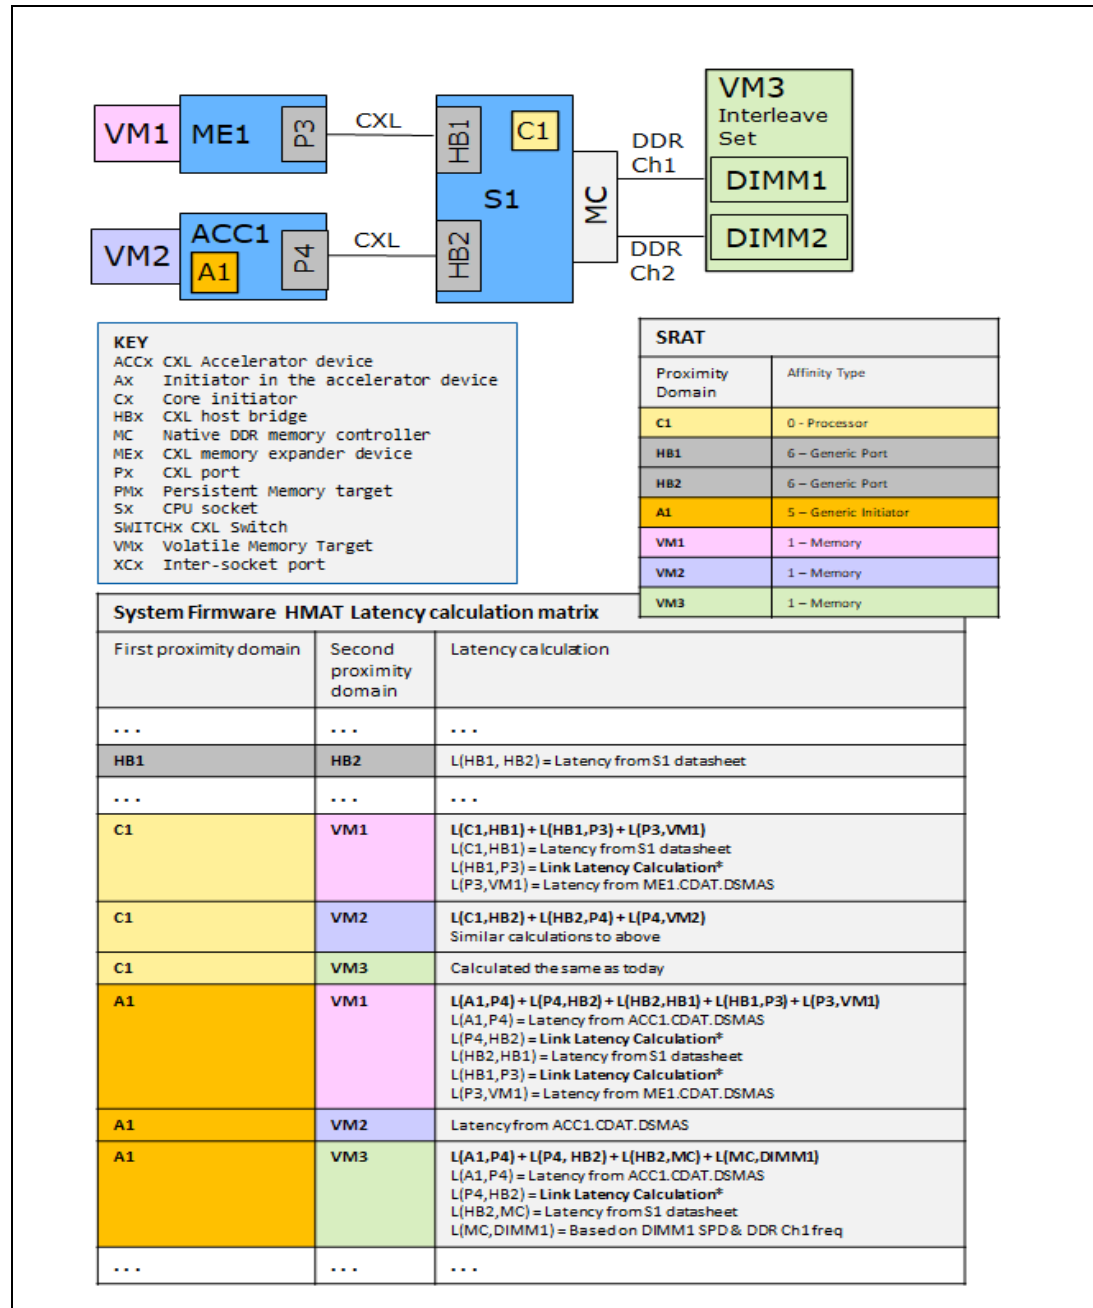 VM1
ME1
P3
CXL
HB1
C1
S1
MC
DDR
Ch1
VM3
Interleave
Set
DIMM1
DIMM2
VM2
ACC1
A1
P4
CXL
HB2
DDR
Ch2
KEY
ACCx CXL Accelerator device
Ax Initiator in the accelerator device
Cx Core initiator
HBx CXL host bridge
MC Native DDR memory controller
MEx CXL memory expander device
Px CXL port
PMx Persistent Memory target
Sx CPU socket
SWITCHx CXL Switch
VMx Volatile Memory Target
XCx Inter-socket port
SRAT
Proximity Domain Affinity Type
C1 0 - Processor
HB1 6 – Generic Port
HB2 6 – Generic Port
A1 5 – Generic Initiator
VM1 1 – Memory
VM2 1 – Memory
VM3 1 – Memory
System Firmware HMAT Latency calculation matrix
First proximity domain Second proximity domain Latency calculation
... ... ...
HB1 HB2 L(HB1, HB2) = Latency from S1 datasheet
... ... ...
C1 VM1 L(C1,HB1) + L(HB1,P3) + L(P3,VM1)
L(C1,HB1) = Latency from S1 datasheet
L(HB1,P3) = Link Latency Calculation*
L(P3,VM1) = Latency from ME1.CDAT.DSMAS
C1 VM2 L(C1,HB2) + L(HB2,P4) + L(P4,VM2)
Similar calculations to above
C1 VM3 Calculated the same as today
A1 VM1 L(A1,P4) + L(P4,HB2) + L(HB2,HB1) + L(HB1,P3) + L(P3,VM1)
L(A1,P4) = Latency from ACC1.CDAT.DSMAS
L(P4,HB2) = Link Latency Calculation*
L(HB2,HB1) = Latency from S1 datasheet
L(HB1,P3) = Link Latency Calculation*
L(P3,VM1) = Latency from ME1.CDAT.DSMAS
A1 VM2 Latency from ACC1.CDAT.DSMAS
A1 VM3 L(A1,P4) + L(P4, HB2) + L(HB2,MC) + L(MC,DIMM1)
L(A1,P4) = Latency from ACC1.CDAT.DSMAS
L(P4,HB2) = Link Latency Calculation*
L(HB2,MC) = Latency from S1 datasheet
L(MC,DIMM1) = Based on DIMM1 SPD & DDR Ch1 freq
... ... ...